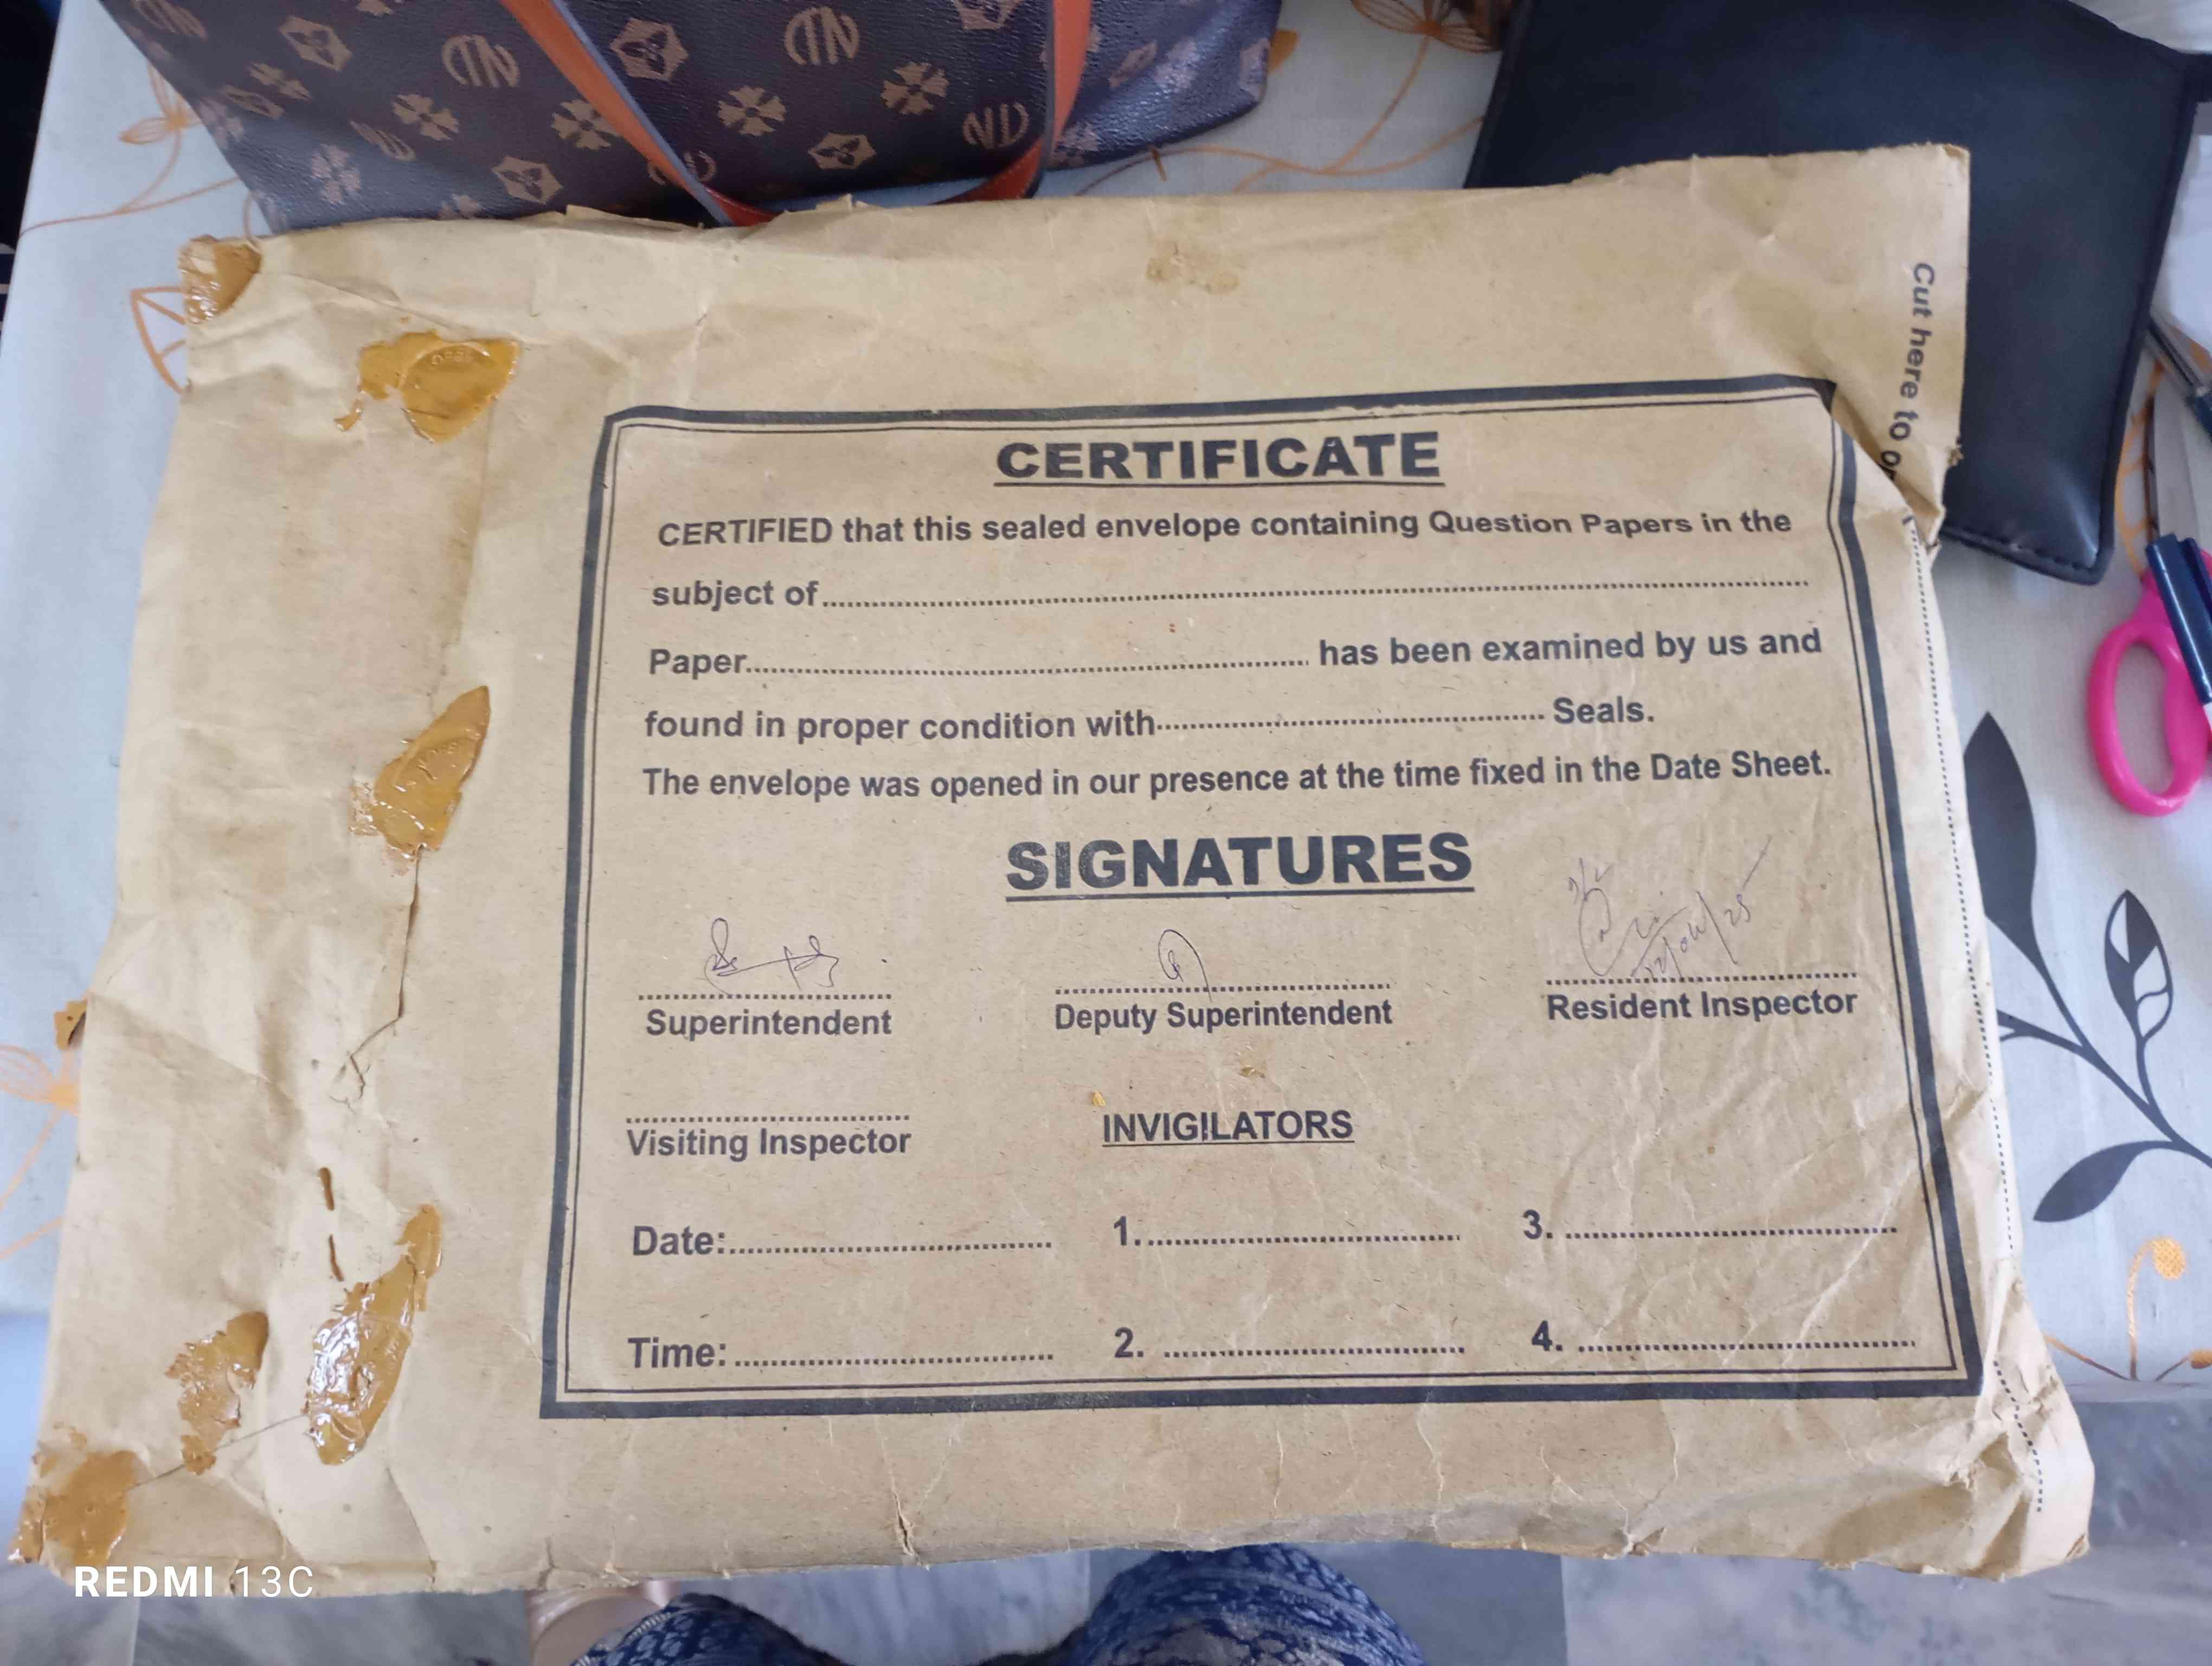 Cut here to
CERTIFICATE
CERTIFIED that this sealed envelope containing Question Papers in the
subject of
Paper has been examined by us and
found in proper condition with Seals.
The envelope was opened in our presence at the time fixed in the Date Sheet.
SIGNATURES
Superintendent Deputy Superintendent Resident Inspector
Visiting Inspector
INVIGILATORS
Date: 1. 3.
Time: 2. 4.
REDMI 13C